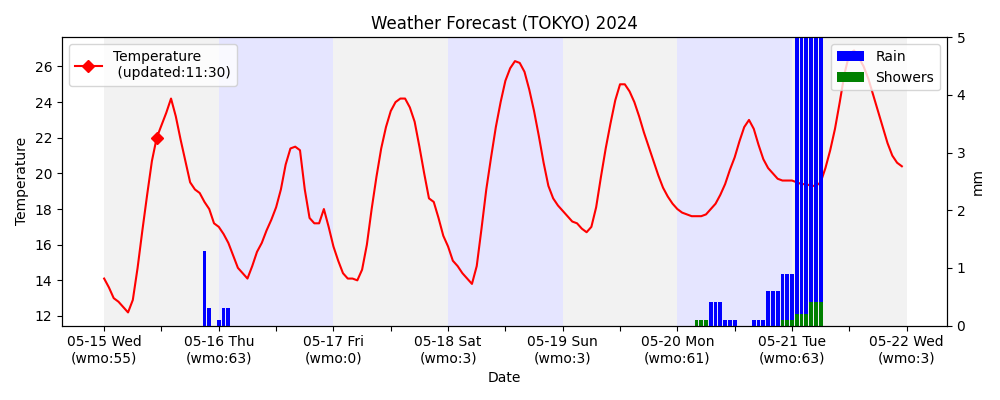 Weather Forecast (TOKYO) 2024
Temperature
(updated:11:30)
Rain
Showers
Temperature
26
24
22
20
18
16
14
12
5
4
3
2
1
0
mm
05-15 Wed
(wmo:55)
05-16 Thu
(wmo:63)
05-17 Fri
(wmo:0)
05-18 Sat
(wmo:3)
05-19 Sun
(wmo:3)
05-20 Mon
(wmo:61)
05-21 Tue
(wmo:63)
05-22 Wed
(wmo:3)
Date